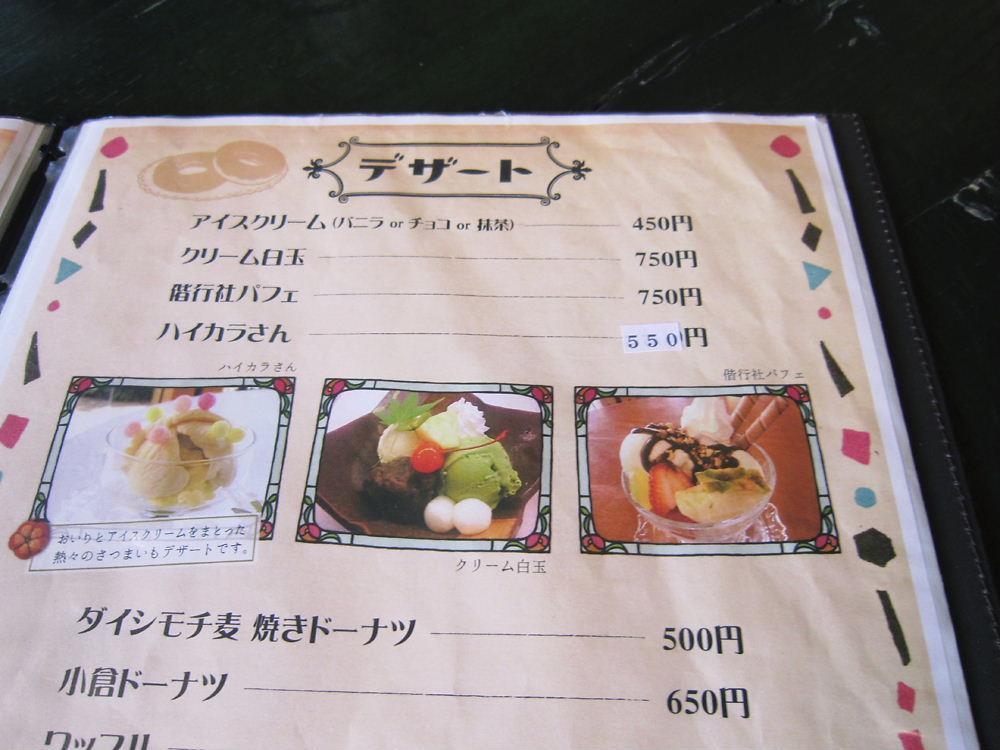 デザート
アイスクリーム(バニラ or チョコ or 抹茶) 450円
クリーム白玉 750円
偕行社パフェ 750円
ハイカラさん 550円
ハイカラさん
偕行社パフェ
おいりとアイスクリームをまとった
熱々のさつまいもデザートです。
クリーム白玉
ダイシモチ麦 焼きドーナツ 500円
小倉ドーナツ 650円
ワッフル